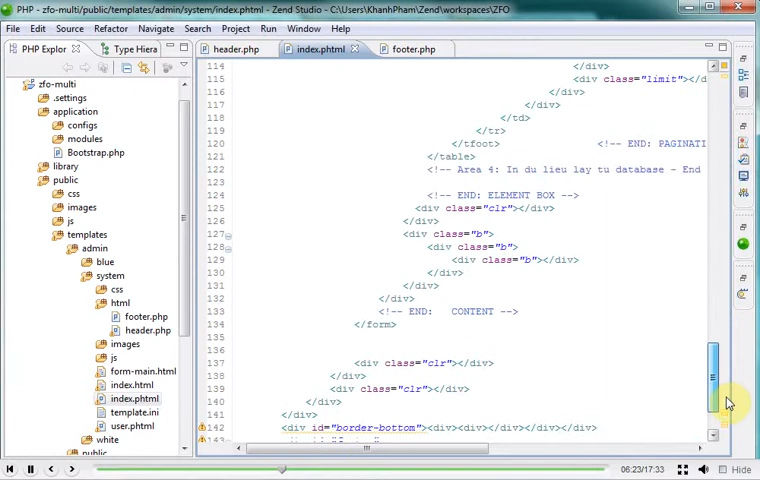 PHP - zfo-multi/public/templates/admin/system/index.phtml - Zend Studio - C:\Users\KhanhPham\Zend\workspaces\ZFO
File Edit Source Refactor Navigate Search Project Run Window Help
PHP Explor Type Hiera
header.php index.phtml footer.php
zfo-multi
.settings
application
configs
modules
Bootstrap.php
library
public
css
images
js
templates
admin
blue
system
css
html
footer.php
header.php
images
js
form-main.html
index.html
index.phtml
template.ini
user.phtml
white
public
114 </div>
115 <div class="limit"></d
116 </div>
117 </div>
118 </td>
119 </tr>
120 </tfoot> <!-- END: PAGINATI
121 </table>
122 <!-- Area 4: In du lieu lay tu database - End
123
124 <!-- END: ELEMENT BOX -->
125 <div class="clr"></div>
126 </div>
127 <div class="b">
128 <div class="b">
129 <div class="b"></div>
130 </div>
131 </div>
132 </div>
133 <!-- END: CONTENT -->
134 </form>
135
136
137 <div class="clr"></div>
138 </div>
139 <div class="clr"></div>
140 </div>
141 </div>
142 <div id="border-bottom"><div><div></div></div></div>
143
06:23/17:33 Hide